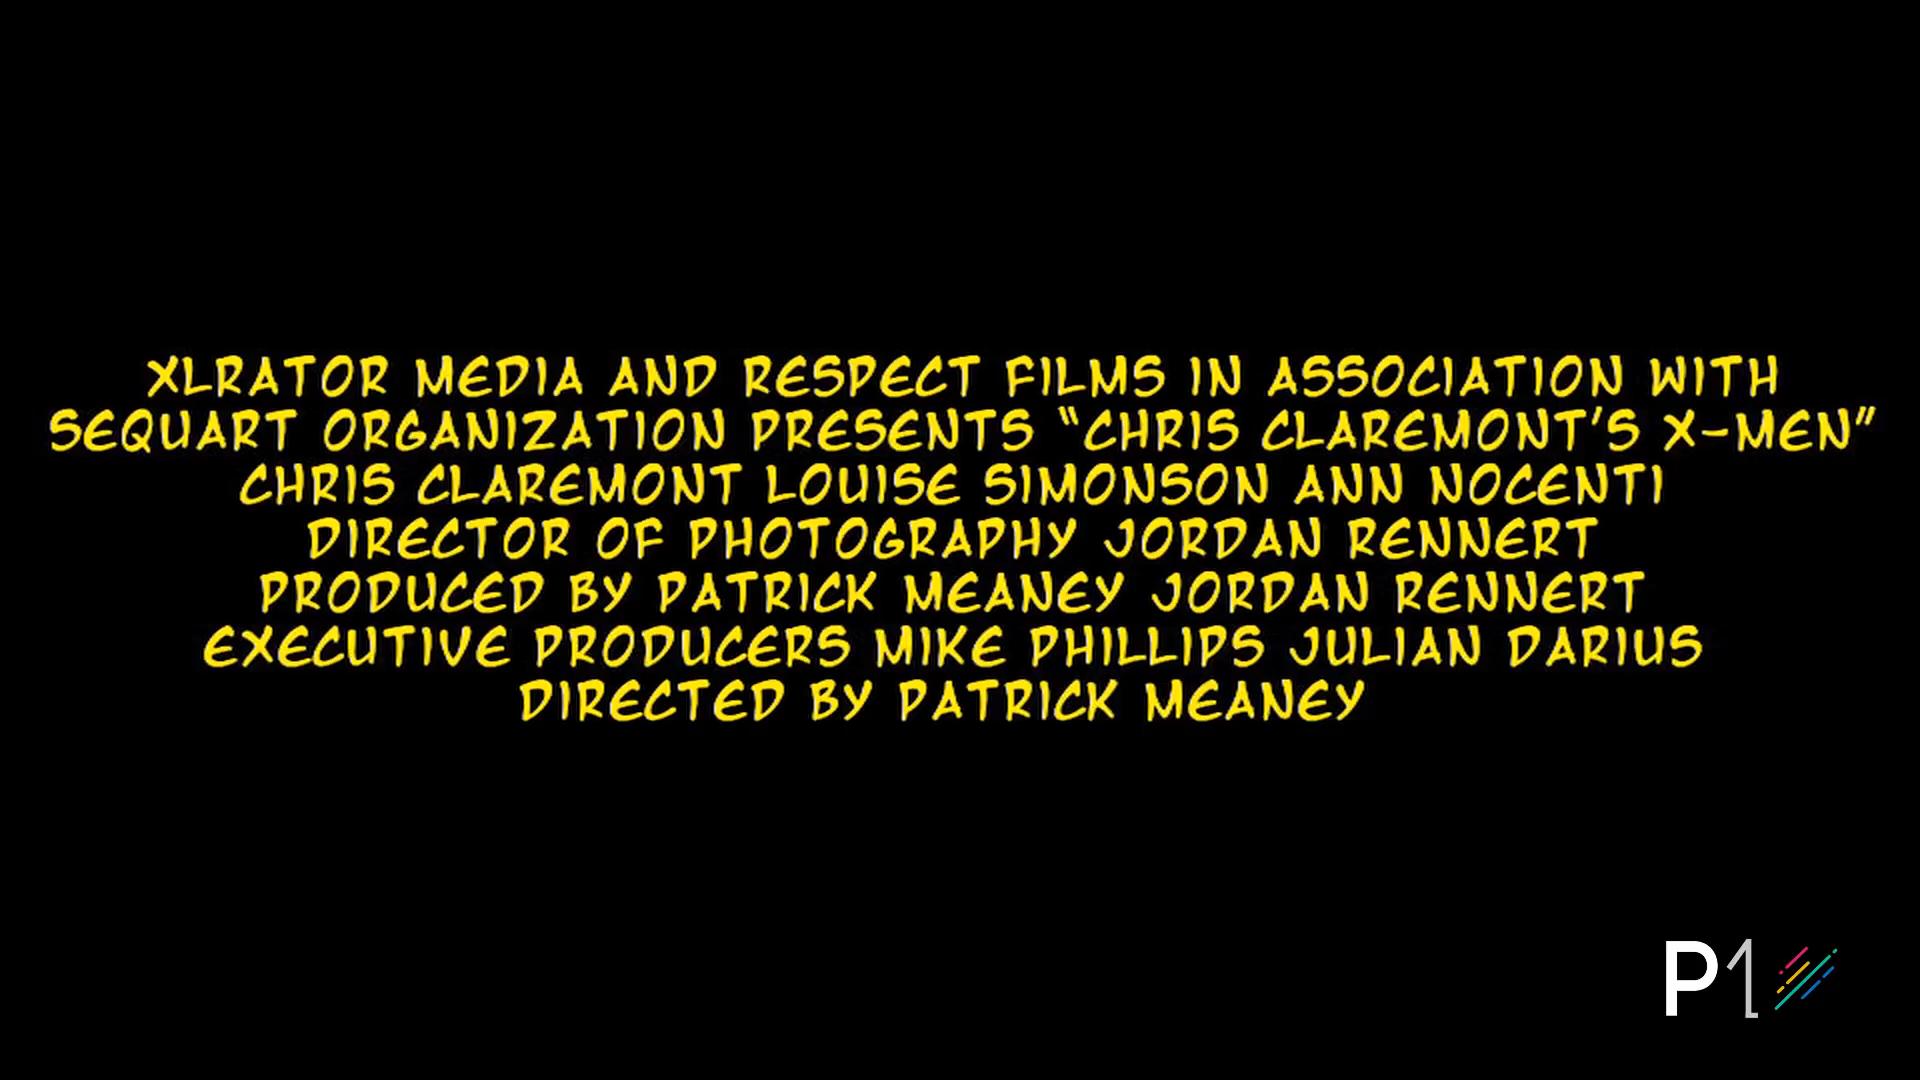 XLRATOR MEDIA AND RESPECT FILMS IN ASSOCIATION WITH
SEQUART ORGANIZATION PRESENTS “CHRIS CLAREMONT’S X-MEN”
CHRIS CLAREMONT LOUISE SIMONSON ANN NOCENTI
DIRECTOR OF PHOTOGRAPHY JORDAN RENNERT
PRODUCED BY PATRICK MEANEY JORDAN RENNERT
EXECUTIVE PRODUCERS MIKE PHILLIPS JULIAN DARIUS
DIRECTED BY PATRICK MEANEY
P1